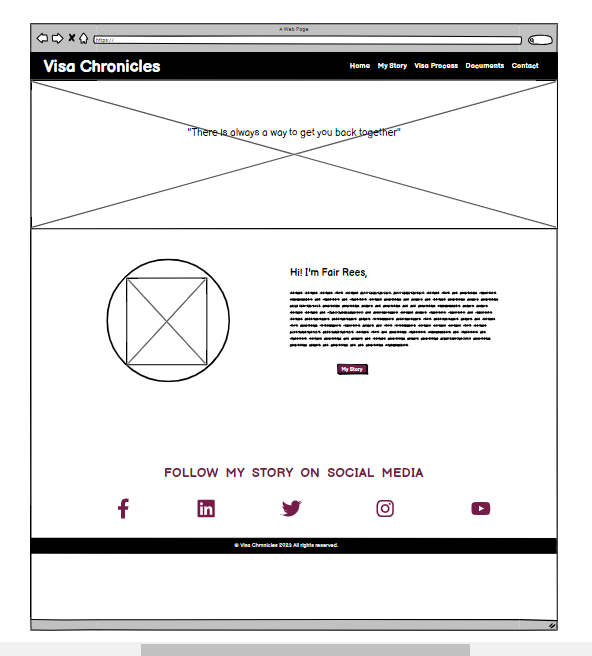 A Web Page
https://
Visa Chronicles
Home My Story Visa Process Documents Contact
"There is always a way to get you back together"
Hi! I'm Fair Rees,
My Story
FOLLOW MY STORY ON SOCIAL MEDIA
© Visa Chronicles 2023 All rights reserved.